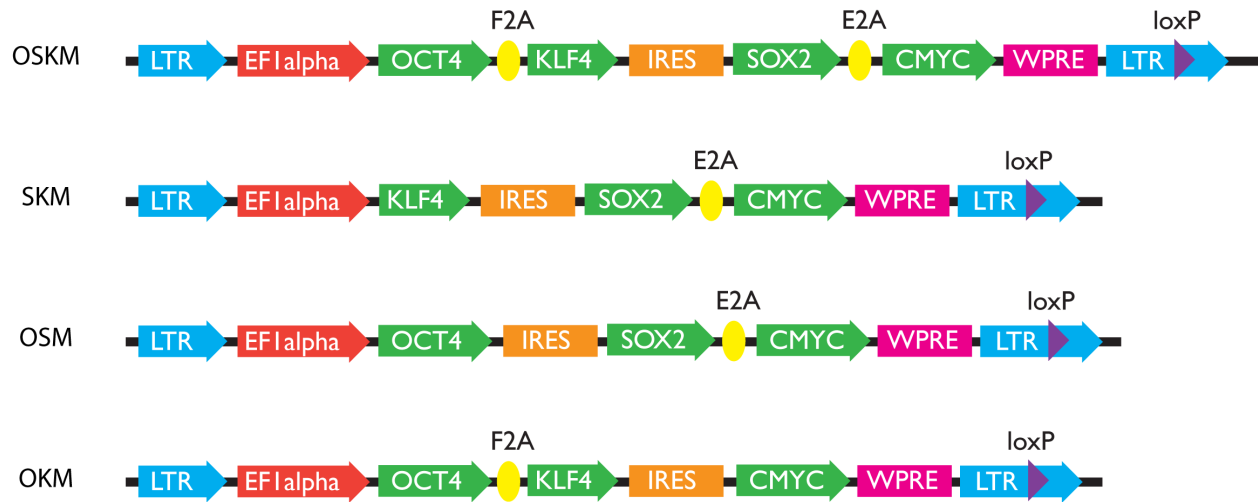 F2A E2A loxP
OSKM LTR EF1alpha OCT4 KLF4 IRES SOX2 CMYC WPRE LTR
E2A loxP
SKM LTR EF1alpha KLF4 IRES SOX2 CMYC WPRE LTR
E2A loxP
OSM LTR EF1alpha OCT4 IRES SOX2 CMYC WPRE LTR
F2A loxP
OKM LTR EF1alpha OCT4 KLF4 IRES CMYC WPRE LTR